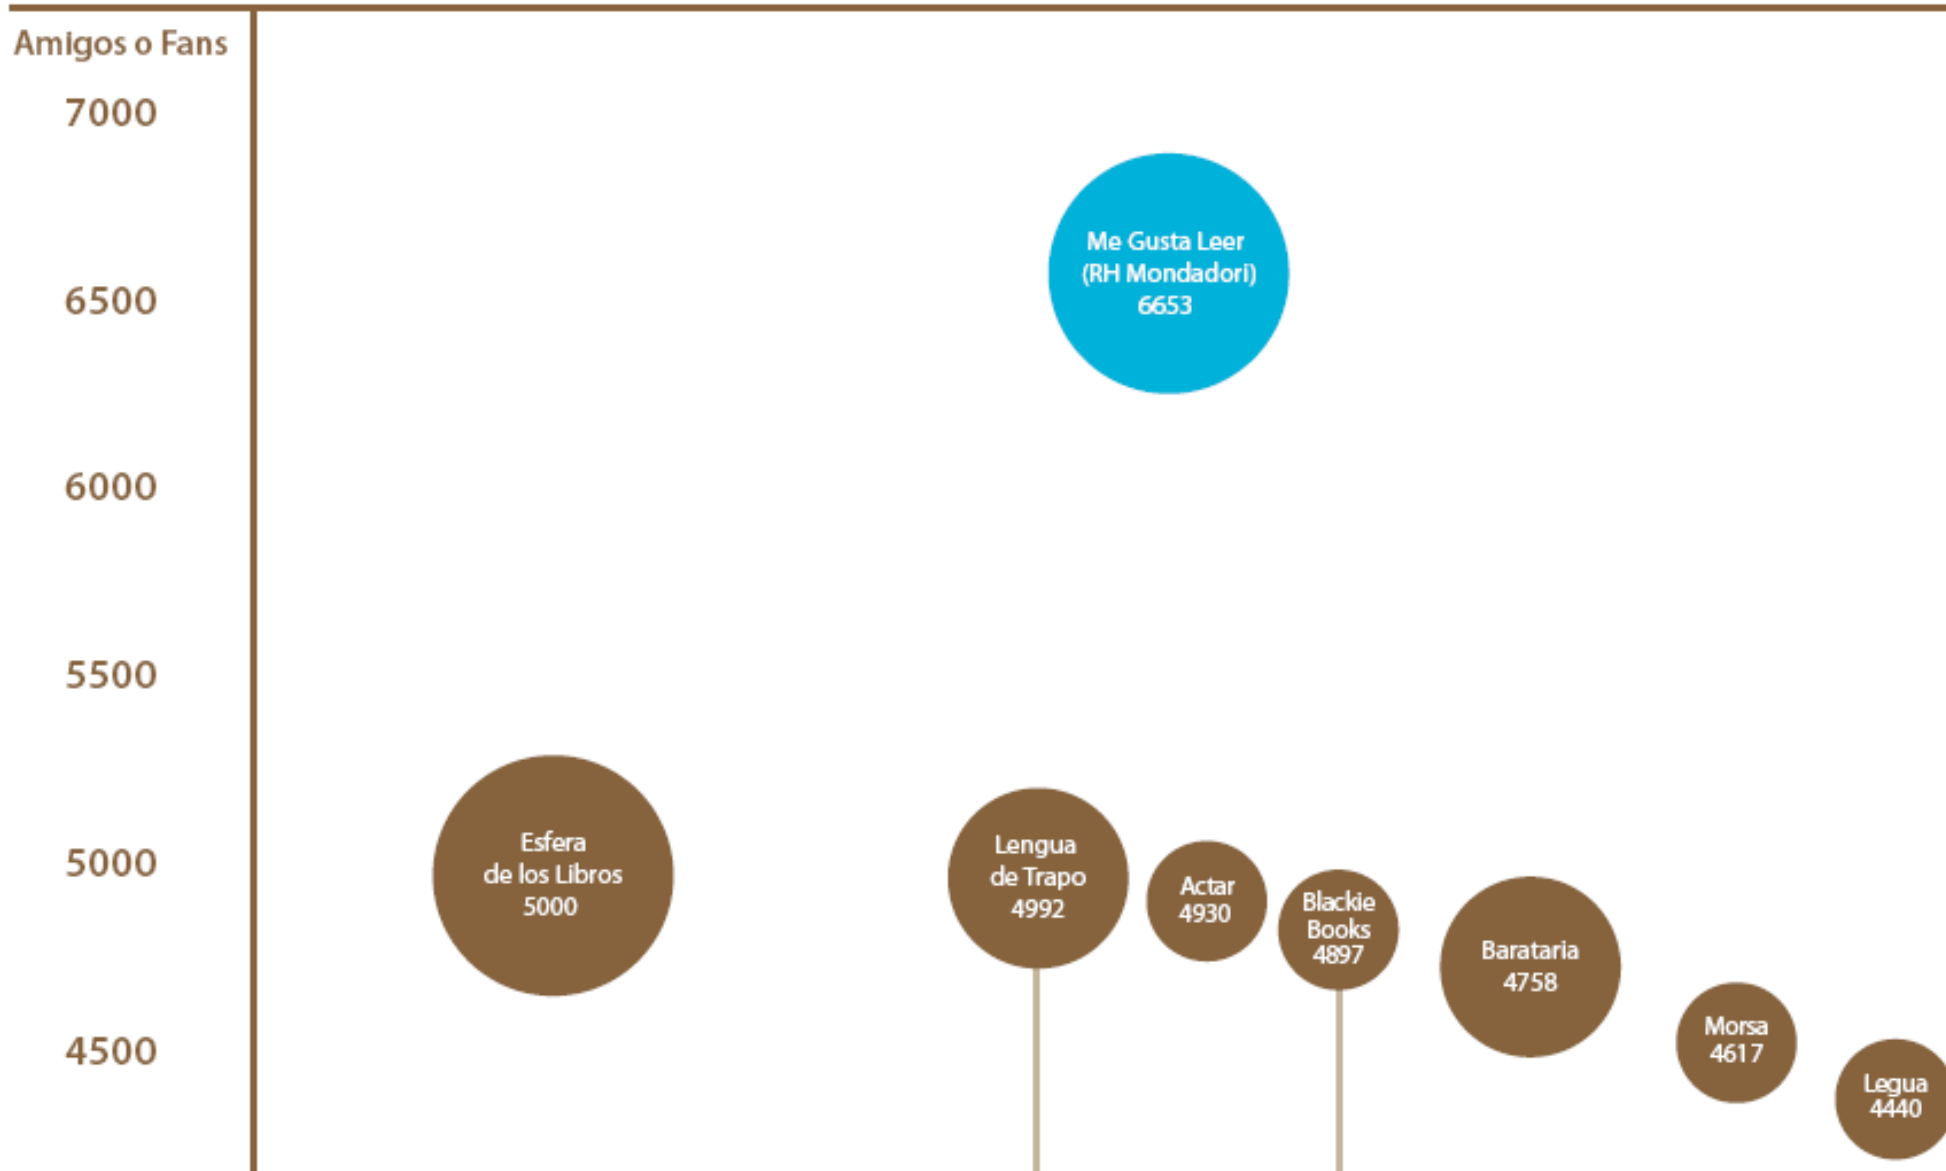 Amigos o Fans
7000
6500
6000
5500
5000
4500
Me Gusta Leer
(RH Mondadori)
6653
Esfera
de los Libros
5000
Lengua
de Trapo
4992
Actar
4930
Blackie
Books
4897
Barataria
4758
Morsa
4617
Legua
4440